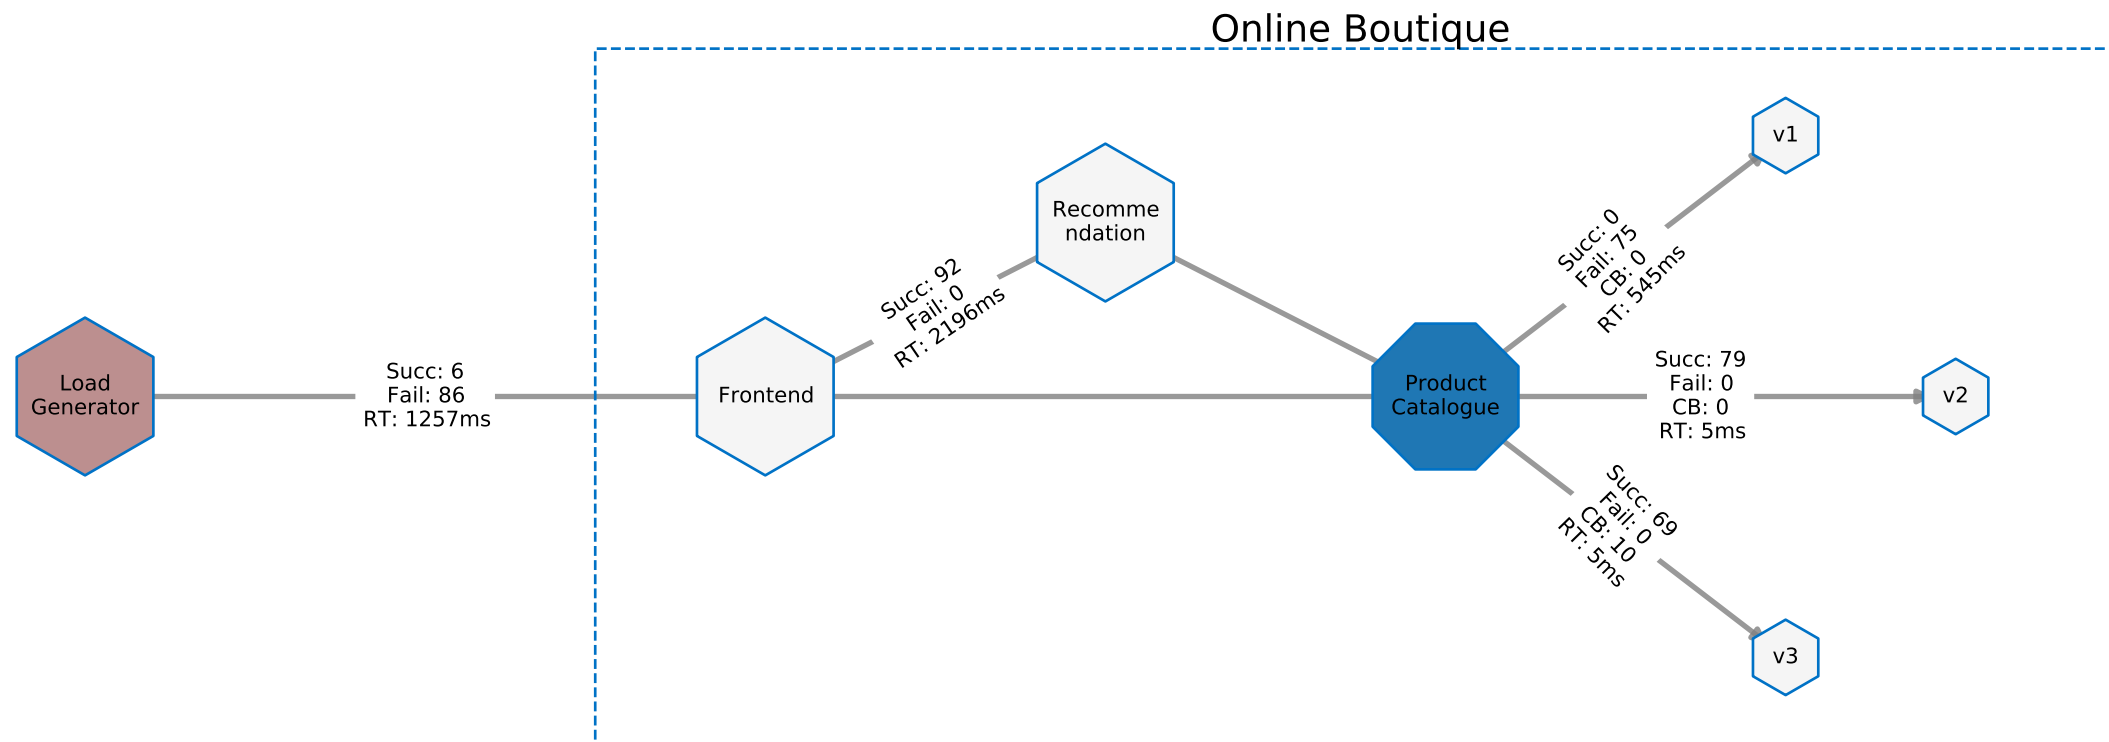 Online Boutique
Load
Generator
Succ: 6
Fail: 86
RT: 1257ms
Frontend
Succ: 92
Fail: 0
RT: 2196ms
Recomme
ndation
Product
Catalogue
Succ: 0
Fail: 75
CB: 0
RT: 545ms
v1
Succ: 79
Fail: 0
CB: 0
RT: 5ms
v2
Succ: 69
Fail: 0
CB: 10
RT: 5ms
v3